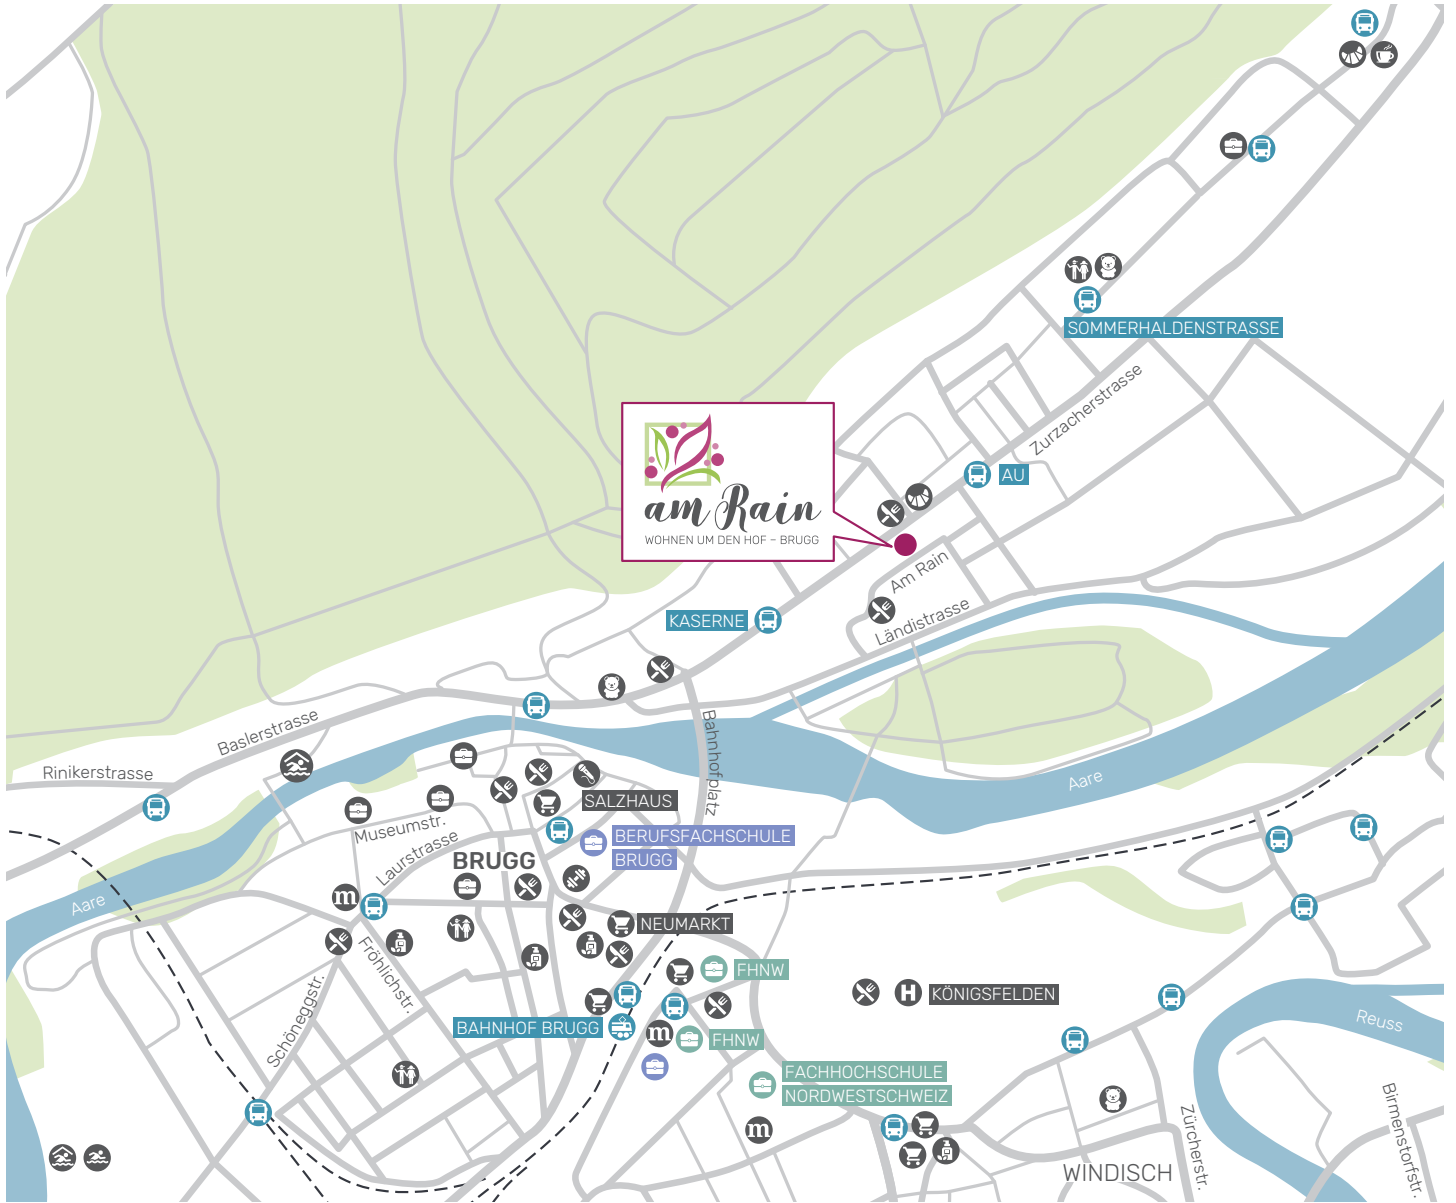 SOMMERHALDENSTRASSE
Zurzacherstrasse
AU
am Rain
WOHNEN UM DEN HOF – BRUGG
Am Rain
Ländistrasse
KASERNE
Baslerstrasse
Rinikerstrasse
Bahnhofplatz
Aare
SALZHAUS
Museumstr.
Laurstrasse
BERUFSFACHSCHULE
BRUGG
BRUGG
m
Aare
NEUMARKT
Fröhlichstr.
Schöneggstr.
FHNW
H
KÖNIGSFELDEN
BAHNHOF BRUGG
m
FHNW
Reuss
FACHHOCHSCHULE
NORDWESTSCHWEIZ
m
Zürcherstr.
Birmenstorfstr.
WINDISCH